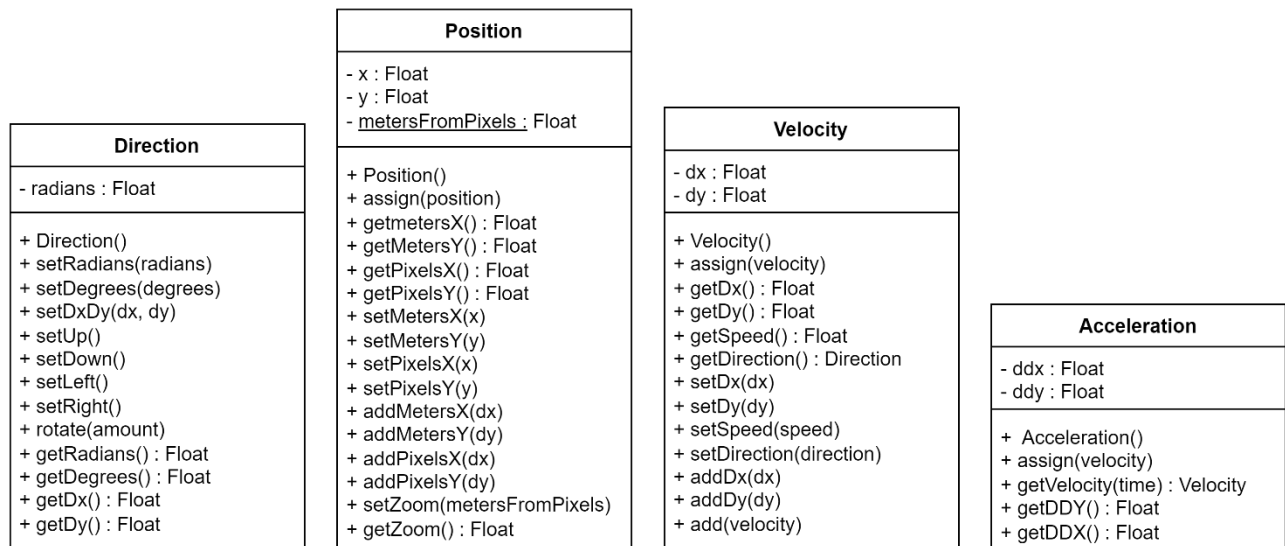 Direction
- radians : Float
+ Direction()
+ setRadians(radians)
+ setDegrees(degrees)
+ setDxDy(dx, dy)
+ setUp()
+ setDown()
+ setLeft()
+ setRight()
+ rotate(amount)
+ getRadians() : Float
+ getDegrees() : Float
+ getDx() : Float
+ getDy() : Float
Position
- x : Float
- y : Float
- metersFromPixels : Float
+ Position()
+ assign(position)
+ getmetersX() : Float
+ getMetersY() : Float
+ getPixelsX() : Float
+ getPixelsY() : Float
+ setMetersX(x)
+ setMetersY(y)
+ setPixelsX(x)
+ setPixelsY(y)
+ addMetersX(dx)
+ addMetersY(dy)
+ addPixelsX(dx)
+ addPixelsY(dy)
+ setZoom(metersFromPixels)
+ getZoom() : Float
Velocity
- dx : Float
- dy : Float
+ Velocity()
+ assign(velocity)
+ getDx() : Float
+ getDy() : Float
+ getSpeed() : Float
+ getDirection() : Direction
+ setDx(dx)
+ setDy(dy)
+ setSpeed(speed)
+ setDirection(direction)
+ addDx(dx)
+ addDy(dy)
+ add(velocity)
Acceleration
- ddx : Float
- ddy : Float
+ Acceleration()
+ assign(velocity)
+ getVelocity(time) : Velocity
+ getDDY() : Float
+ getDDX() : Float